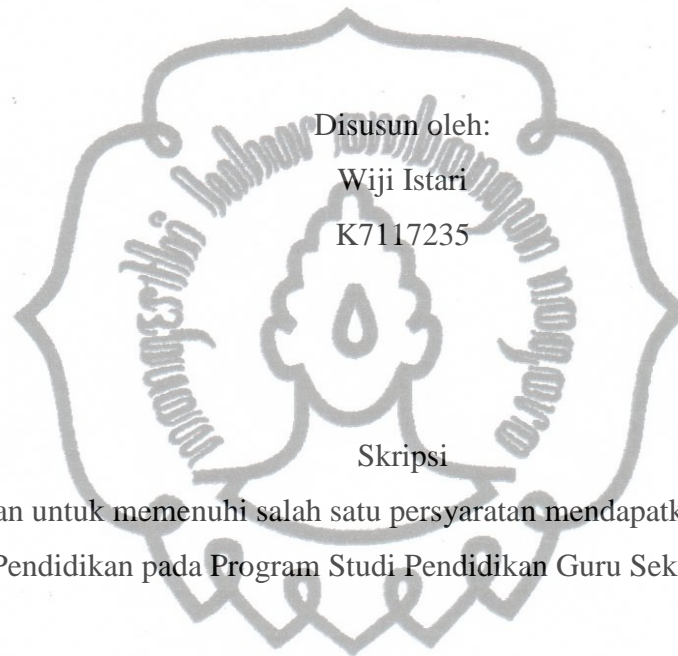 Disusun oleh:
Wiji Istari
K7117235
Skripsi
an untuk memenuhi salah satu persyaratan mendapatk
Pendidikan pada Program Studi Pendidikan Guru Sek